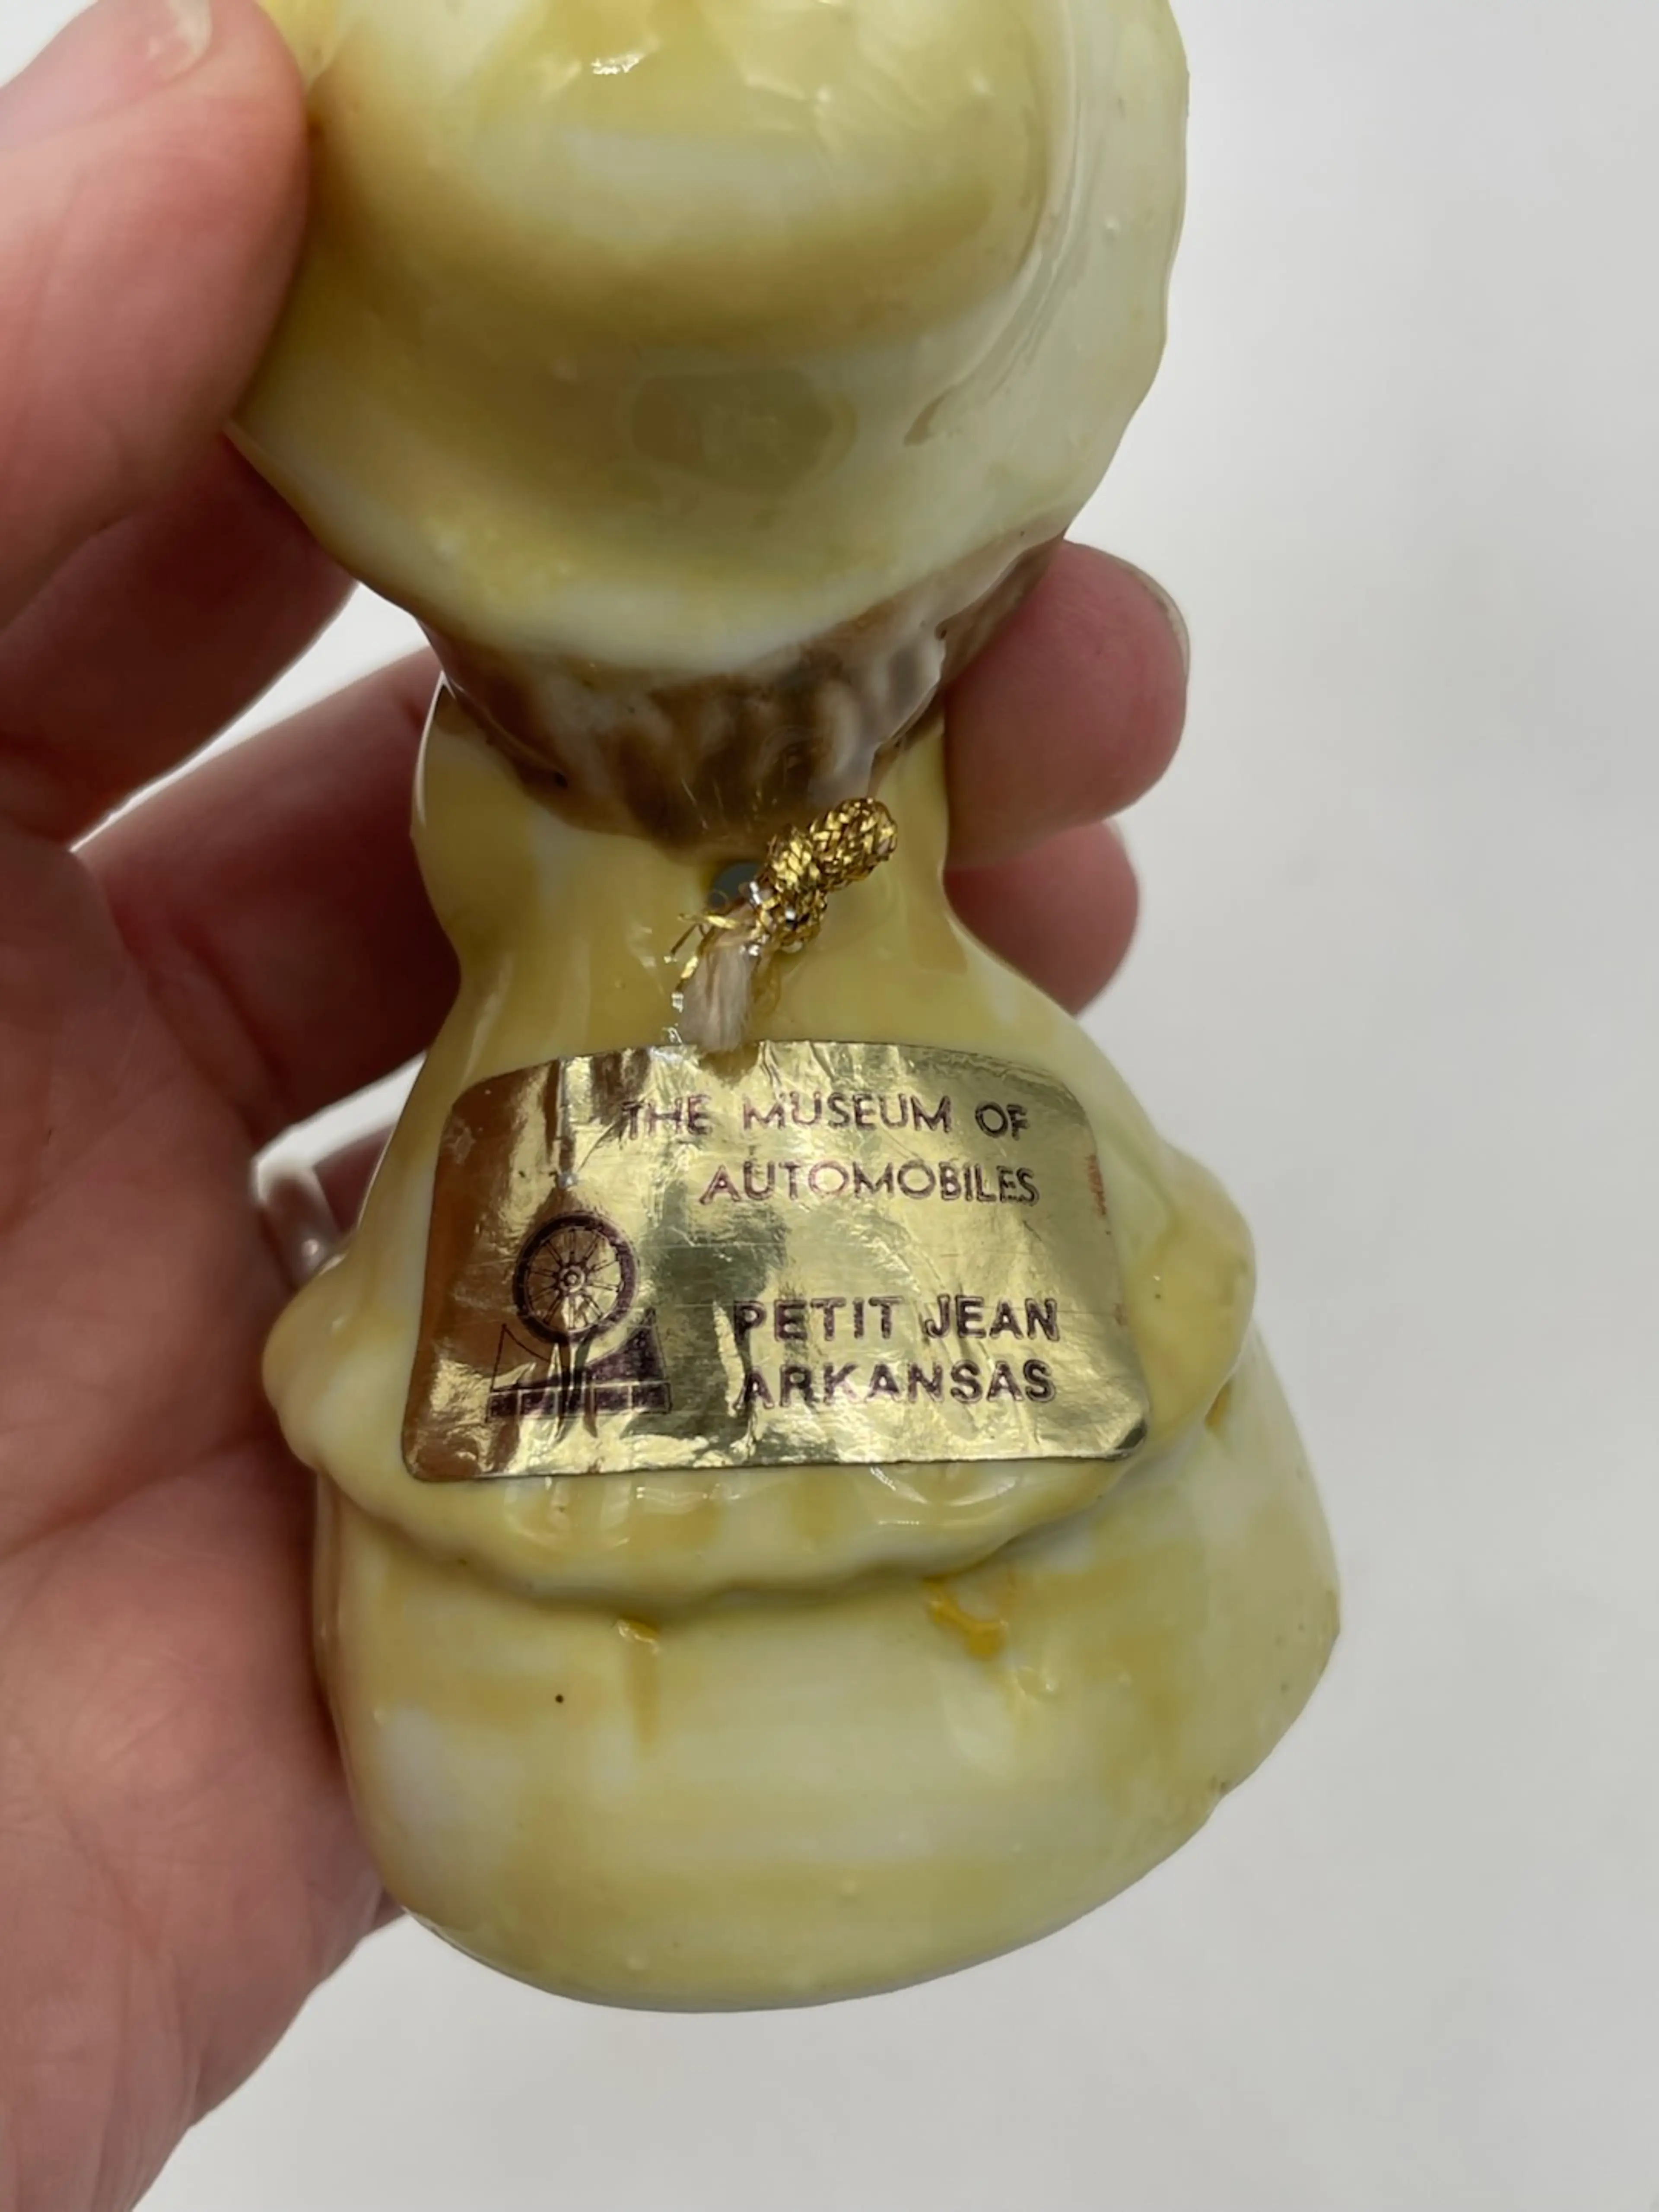 THE MUSEUM OF
AUTOMOBILES
PETIT JEAN
ARKANSAS